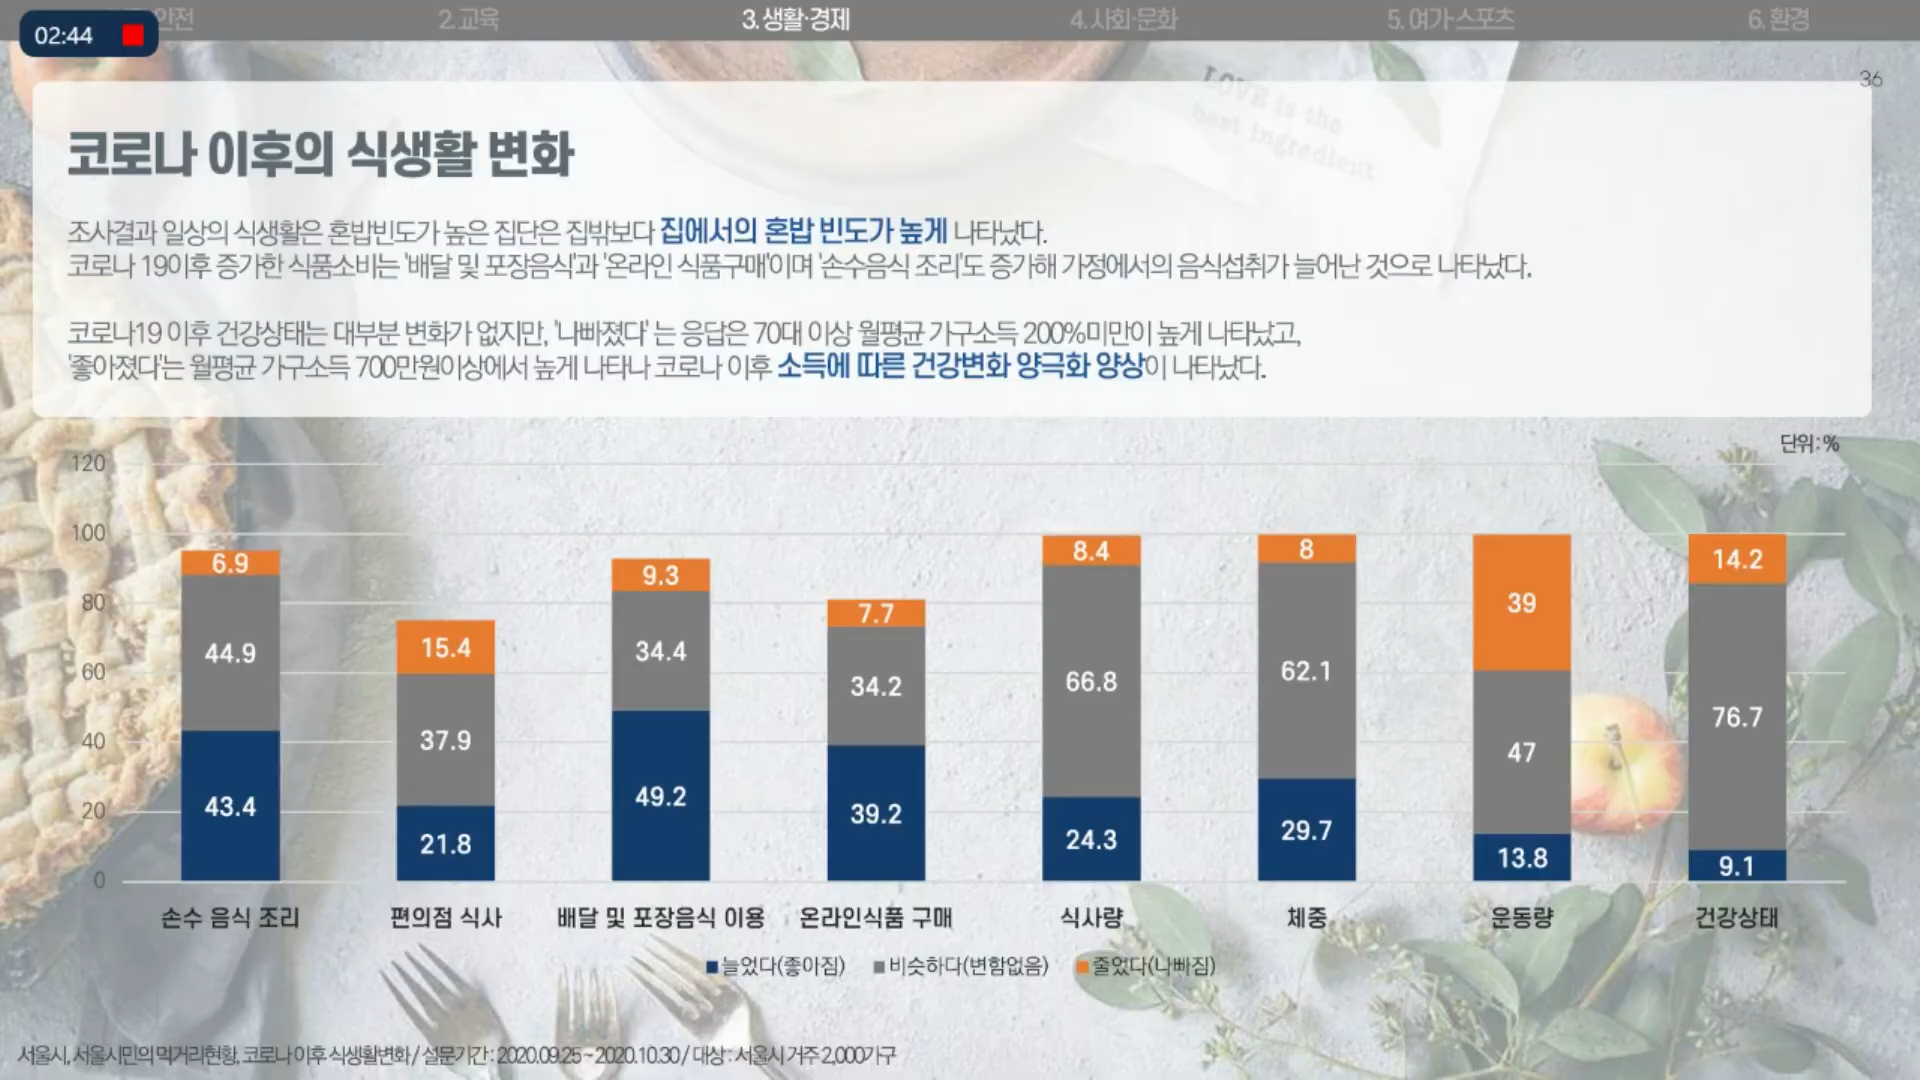 02:44
안전
2. 교육
3. 생활·경제
4. 사회·문화
5. 여가·스포츠
6. 환경
36
LOVE is the
best ingredient
코로나 이후의 식생활 변화
조사결과 일상의 식생활은 혼밥빈도가 높은 집단은 집밖보다 집에서의 혼밥 빈도가 높게 나타났다.
코로나 19이후 증가한 식품소비는 '배달 및 포장음식'과 '온라인 식품구매'이며 '손수음식 조리'도 증가해 가정에서의 음식섭취가 늘어난 것으로 나타났다.
코로나19 이후 건강상태는 대부분 변화가 없지만, '나빠졌다' 는 응답은 70대 이상 월평균 가구소득 200%미만이 높게 나타났고,
'좋아졌다'는 월평균 가구소득 700만원이상에서 높게 나타나 코로나 이후 소득에 따른 건강변화 양극화 양상이 나타났다.
단위 : %
120
100
80
60
40
20
0
6.9
44.9
43.4
15.4
37.9
21.8
9.3
34.4
49.2
7.7
34.2
39.2
8.4
66.8
24.3
8
62.1
29.7
39
47
13.8
14.2
76.7
9.1
손수 음식 조리
편의점 식사
배달 및 포장음식 이용
온라인식품 구매
식사량
체중
운동량
건강상태
늘었다(좋아짐)
비슷하다(변함없음)
줄었다(나빠짐)
서울시, 서울시민의 먹거리현황, 코로나 이후 식생활변화 / 설문기간 : 2020.09.25 ~ 2020.10.30 / 대상 : 서울시 거주 2,000가구